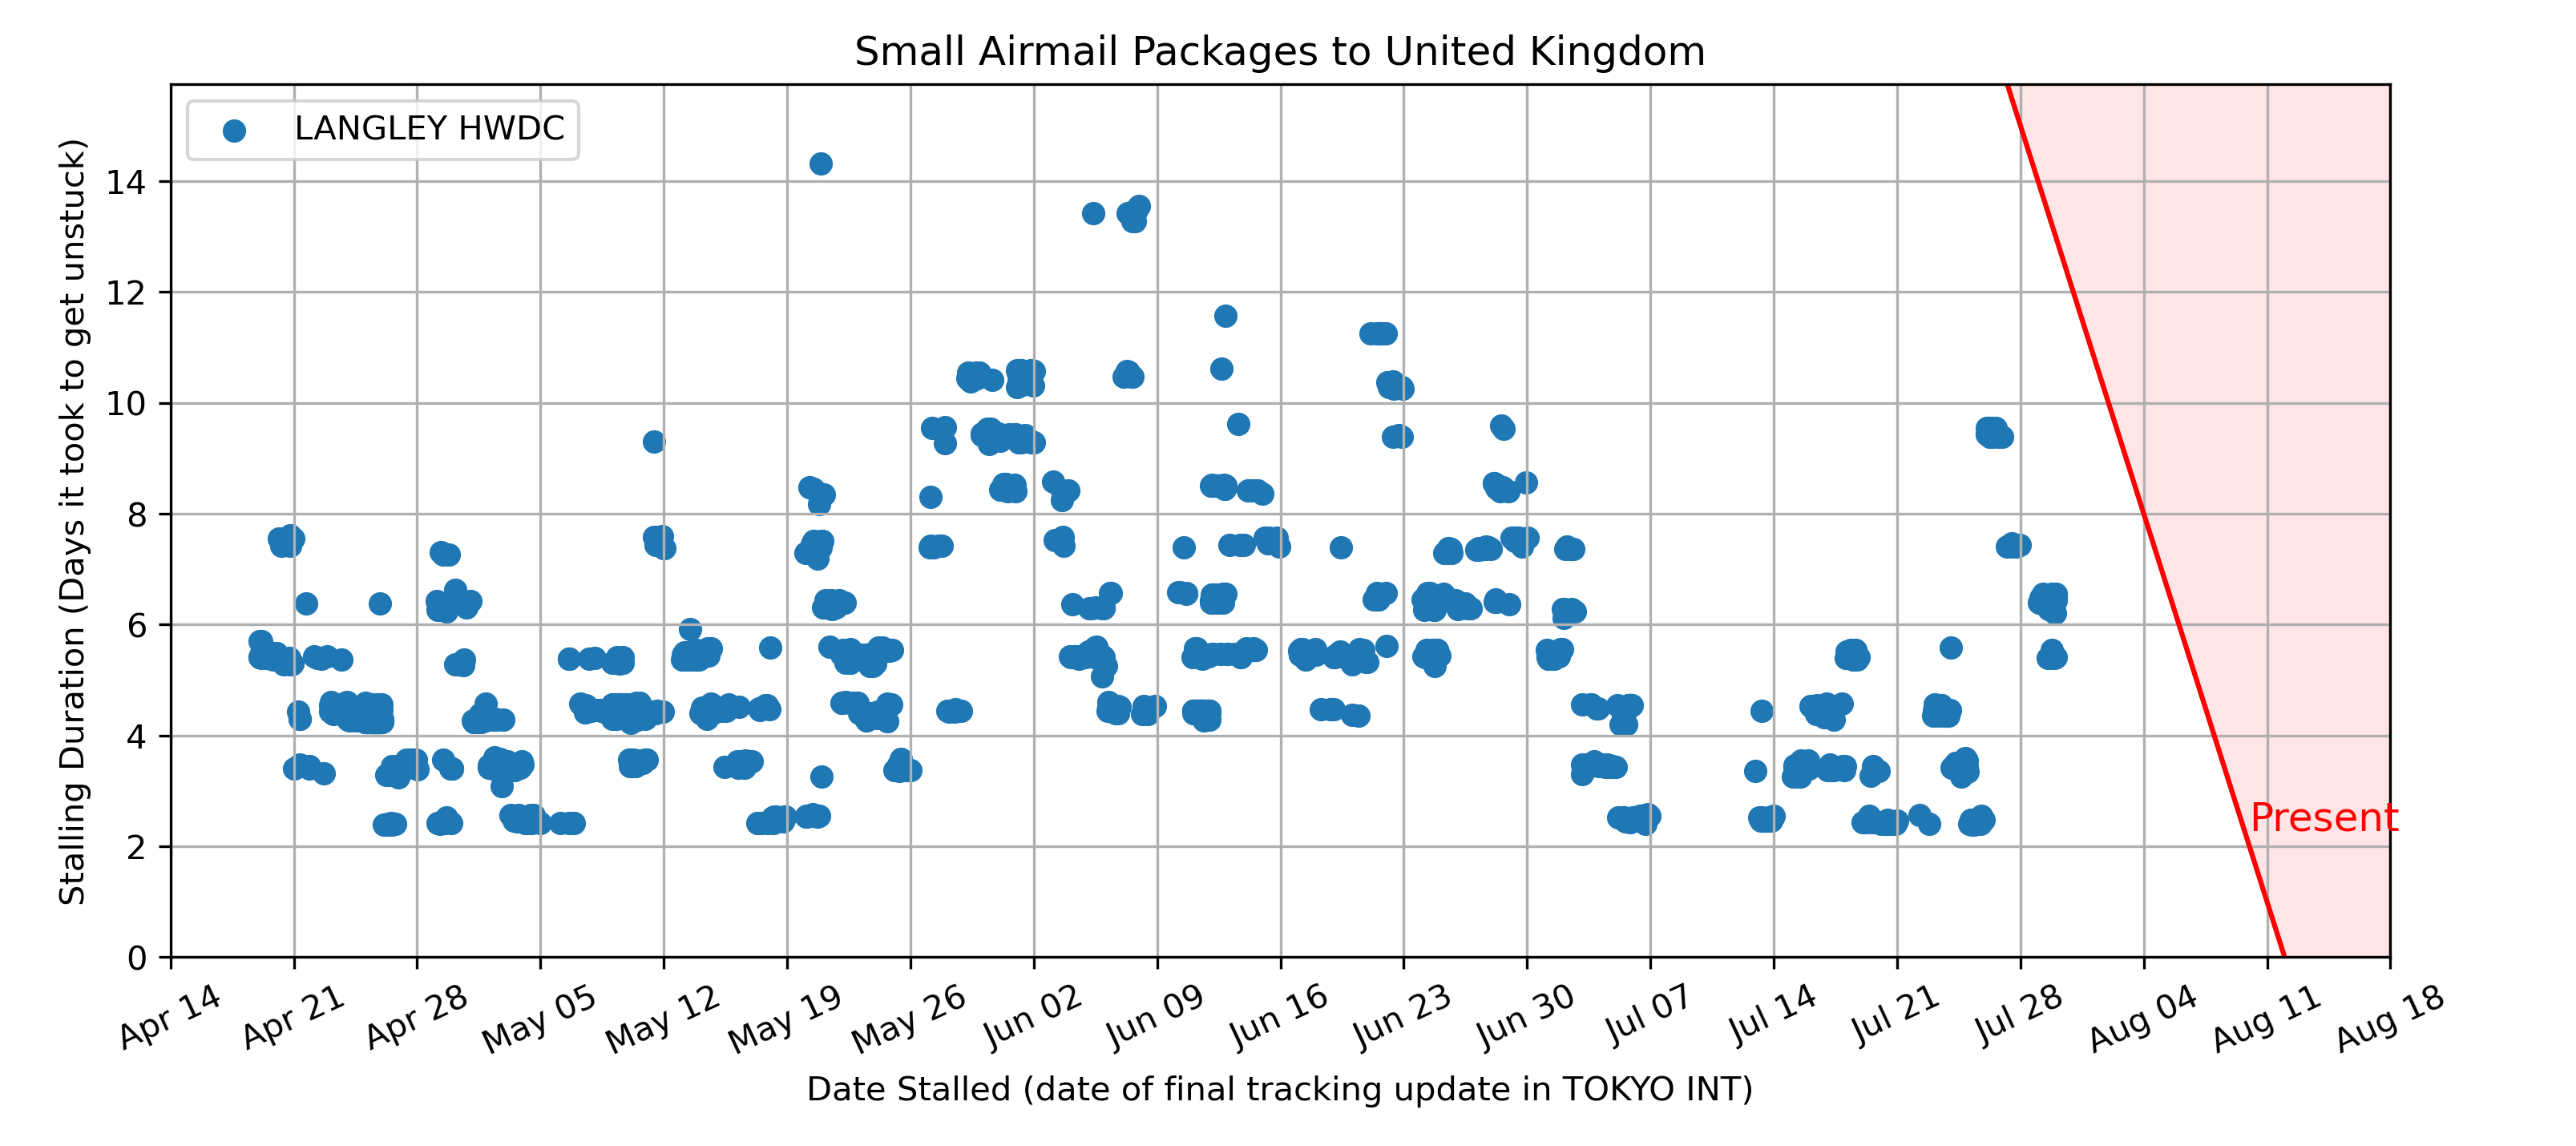 Small Airmail Packages to United Kingdom
LANGLEY HWDC
Stalling Duration (Days it took to get unstuck)
14
12
10
8
6
4
2
0
Present
Apr 14
Apr 21
Apr 28
May 05
May 12
May 19
May 26
Jun 02
Jun 09
Jun 16
Jun 23
Jun 30
Jul 07
Jul 14
Jul 21
Jul 28
Aug 04
Aug 11
Aug 18
Date Stalled (date of final tracking update in TOKYO INT)